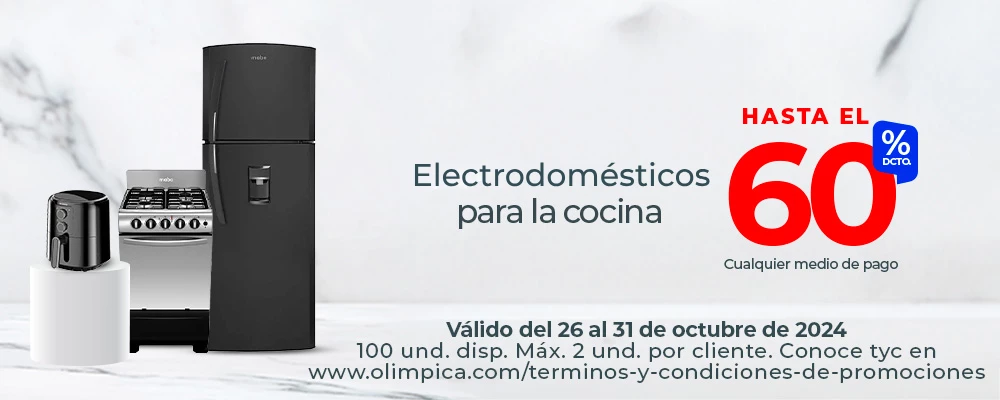 mabe
mabe
Electrodomésticos
para la cocina
HASTA EL
60
%
DCTO.
Cualquier medio de pago
Válido del 26 al 31 de octubre de 2024
100 und. disp. Máx. 2 und. por cliente. Conoce tyc en
www.olimpica.com/terminos-y-condiciones-de-promociones